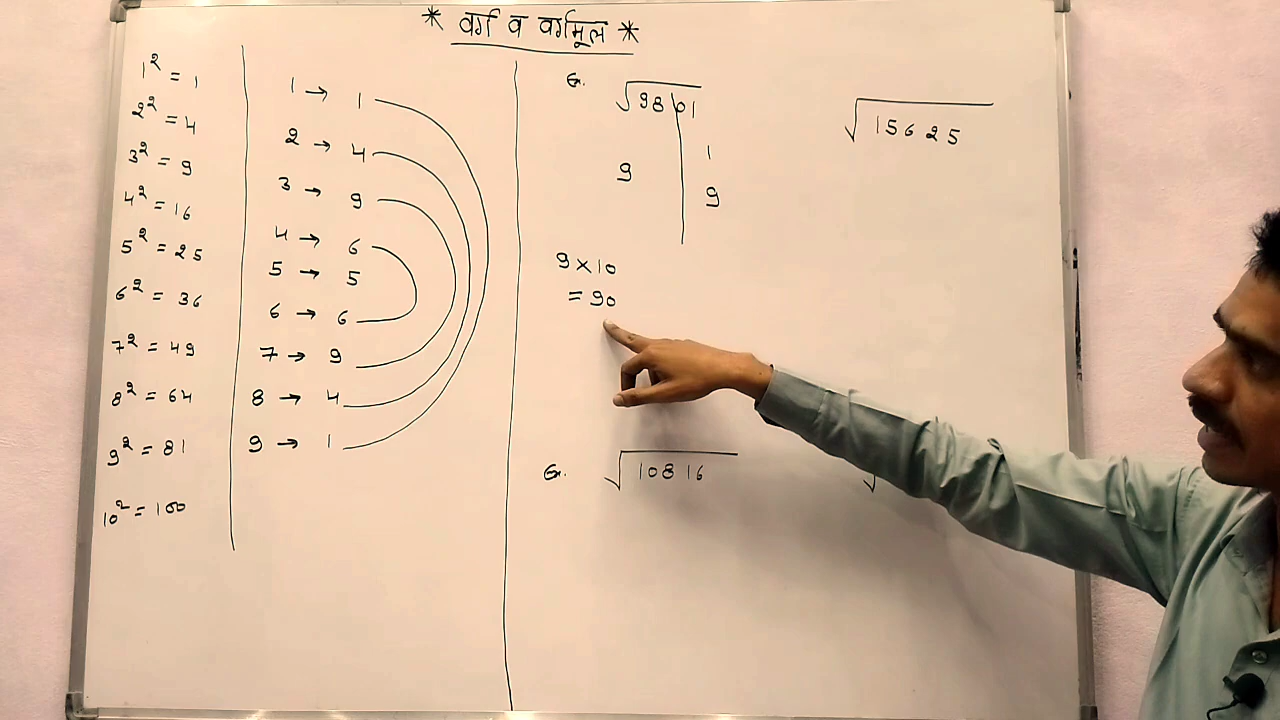 * वर्ग व वर्गमूल *
1² = 1
2² = 4
3² = 9
4² = 16
5² = 25
6² = 36
7² = 49
8² = 64
9² = 81
10² = 100
1 → 1
2 → 4
3 → 9
4 → 6
5 → 5
6 → 6
7 → 9
8 → 4
9 → 1
√9801
1
9
9
9 × 10
= 90
√15625
√10816